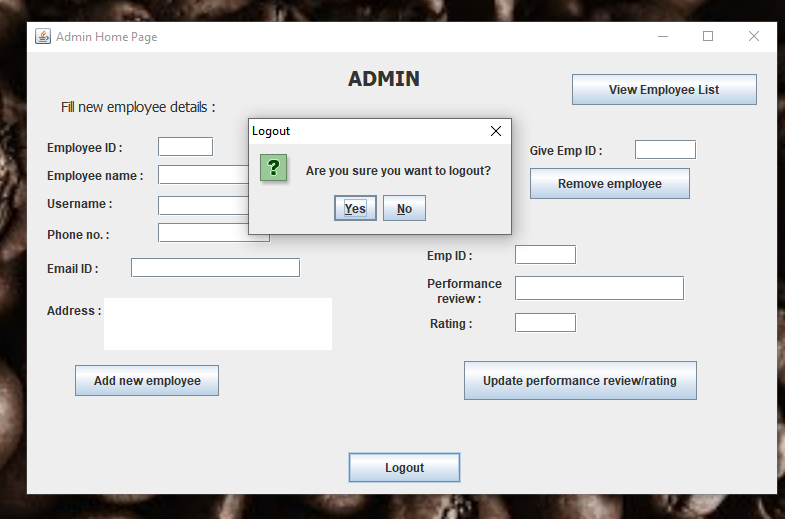 Admin Home Page
ADMIN
View Employee List
Fill new employee details :
Logout
Are you sure you want to logout?
Yes
No
Employee ID :
Employee name :
Username :
Phone no. :
Email ID :
Address :
Add new employee
Give Emp ID :
Remove employee
Emp ID :
Performance
review :
Rating :
Update performance review/rating
Logout